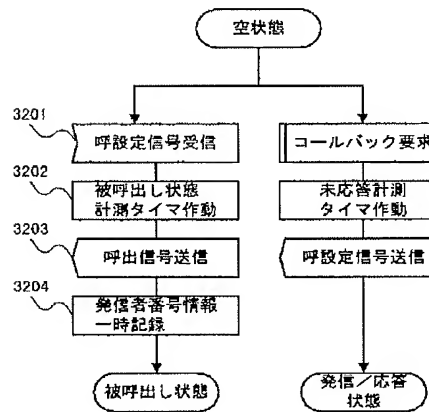 空状態
3201
呼設定信号受信
コールバック要求
3202
被呼出し状態
計測タイマ作動
未応答計測
タイマ作動
3203
呼出信号送信
呼設定信号送信
3204
発信者番号情報
一時記録
被呼出し状態
発信/応答
状態